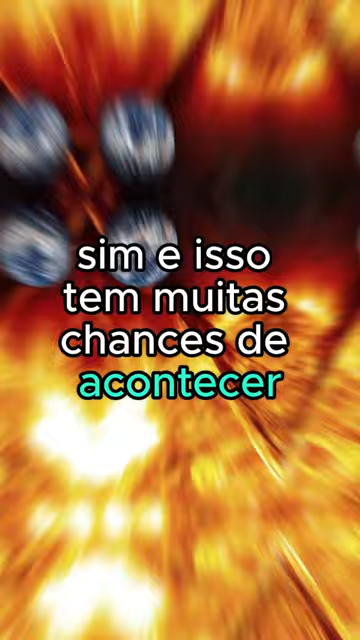 sim e isso
tem muitas
chances de
acontecer